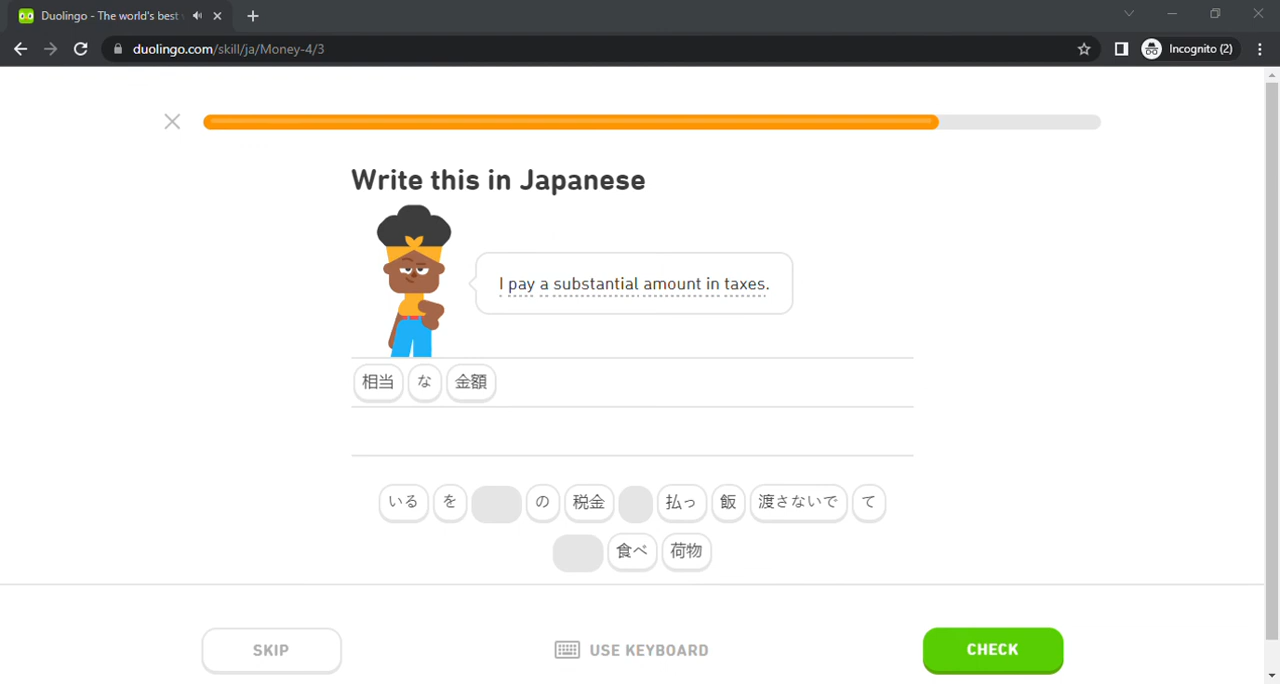 Duolingo - The world's best
duolingo.com/skill/ja/Money-4/3
Incognito (2)
Write this in Japanese
I pay a substantial amount in taxes.
相当 な 金額
いる を の 税金 払っ 飯 渡さないで て
食べ 荷物
SKIP
USE KEYBOARD
CHECK